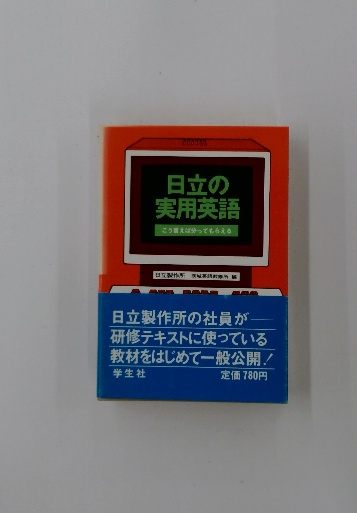 日立の
実用英語
こう言えば分ってもらえる
日立製作所
日立製作所の社員が──
研修テキストに使っている
教材をはじめて一般公開!
学生社 定価780円